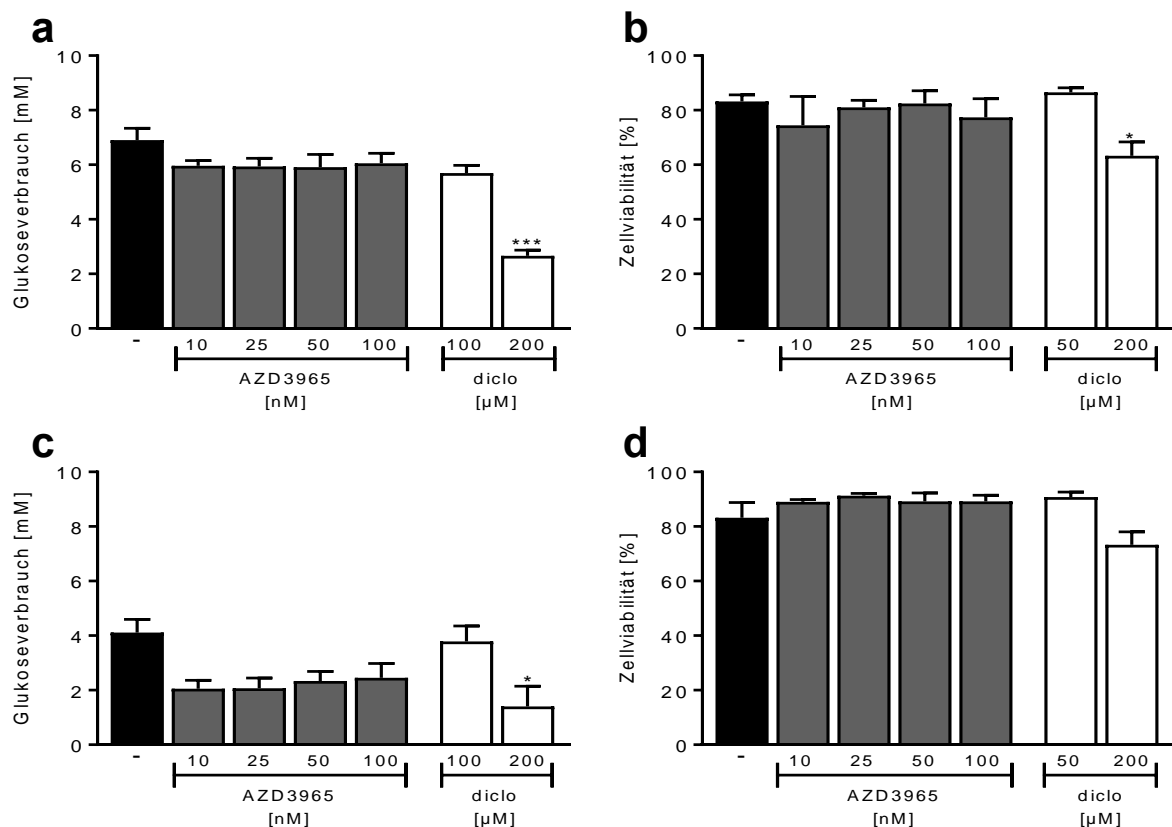 a
Glukoseverbrauch [mM]
10
8
6
4
2
0
***
- 10 25 50 100 100 200
AZD3965 diclo
[nM] [µM]
b
Zellviabilität [%]
100
80
60
40
20
0
*
- 10 25 50 100 50 200
AZD3965 diclo
[nM] [µM]
c
Glukoseverbrauch [mM]
10
8
6
4
2
0
*
- 10 25 50 100 100 200
AZD3965 diclo
[nM] [µM]
d
Zellviabilität [%]
100
80
60
40
20
0
- 10 25 50 100 50 200
AZD3965 diclo
[nM] [µM]